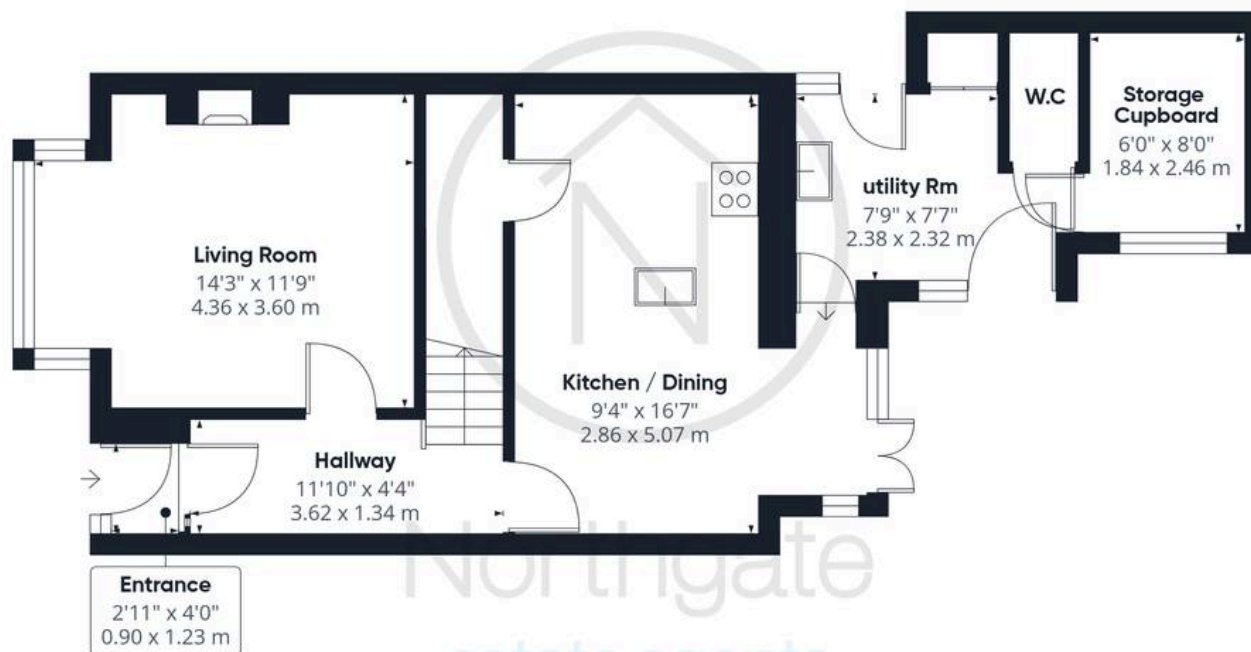 W.C
Storage
Cupboard
6'0" x 8'0"
1.84 x 2.46 m
utility Rm
7'9" x 7'7"
2.38 x 2.32 m
Living Room
14'3" x 11'9"
4.36 x 3.60 m
Kitchen / Dining
9'4" x 16'7"
2.86 x 5.07 m
Hallway
11'10" x 4'4"
3.62 x 1.34 m
Entrance
2'11" x 4'0"
0.90 x 1.23 m
N
Northgate
estate agents